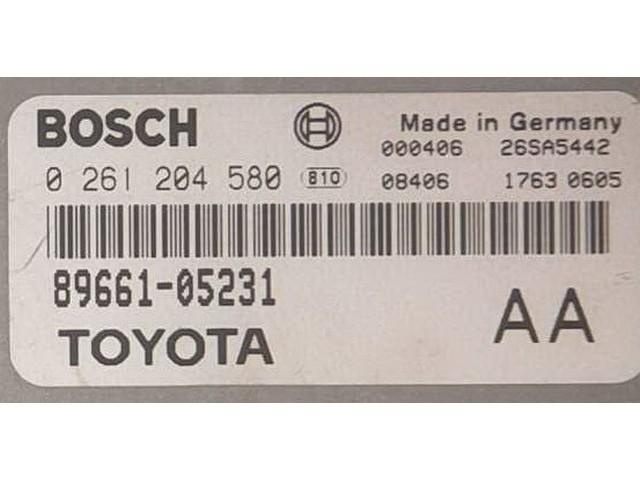 BOSCH
Made in Germany
000406 26SA5442
0 261 204 580 810 08406 1763 0605
89661-05231
TOYOTA AA